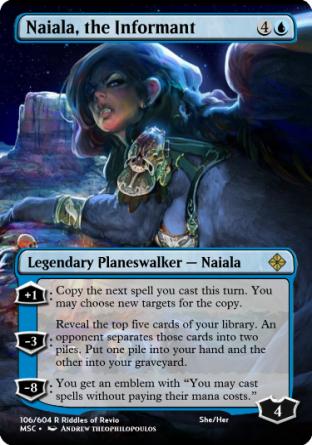 Naiala, the Informant 4
Legendary Planeswalker — Naiala
+1: Copy the next spell you cast this turn. You
may choose new targets for the copy.
Reveal the top five cards of your library. An
-3: opponent separates those cards into two
piles. Put one pile into your hand and the
other into your graveyard.
-8: You get an emblem with “You may cast
spells without paying their mana costs.”
4
106/604 R Riddles of Revio She/Her
MSC • ANDREW THEOPHILOPOULOS